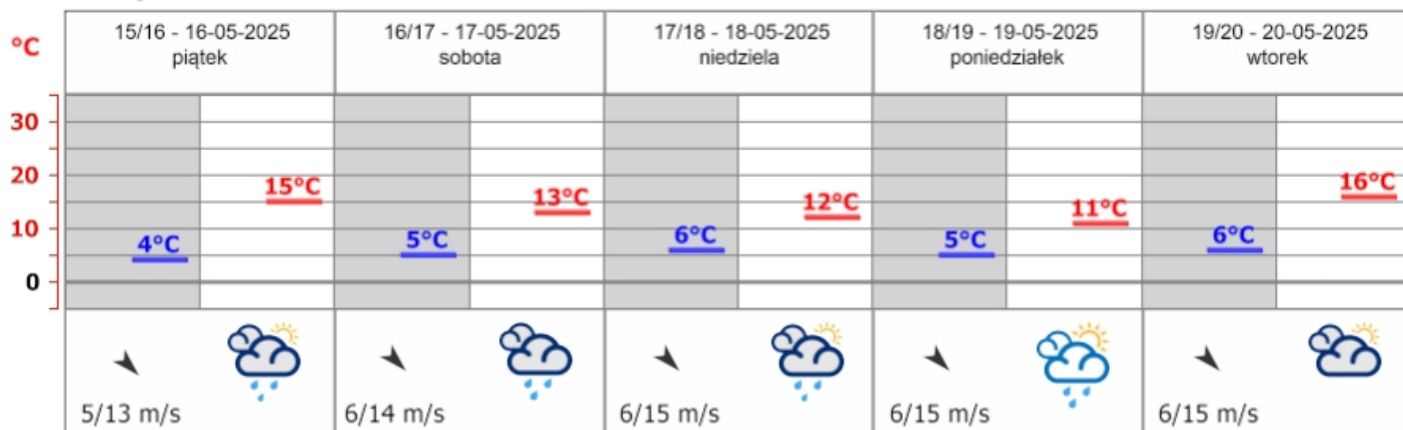 15/16 - 16-05-2025
piątek
16/17 - 17-05-2025
sobota
17/18 - 18-05-2025
niedziela
18/19 - 19-05-2025
poniedziałek
19/20 - 20-05-2025
wtorek
°C
30
20
10
0
4°C
15°C
5°C
13°C
6°C
12°C
5°C
11°C
6°C
16°C
5/13 m/s
6/14 m/s
6/15 m/s
6/15 m/s
6/15 m/s